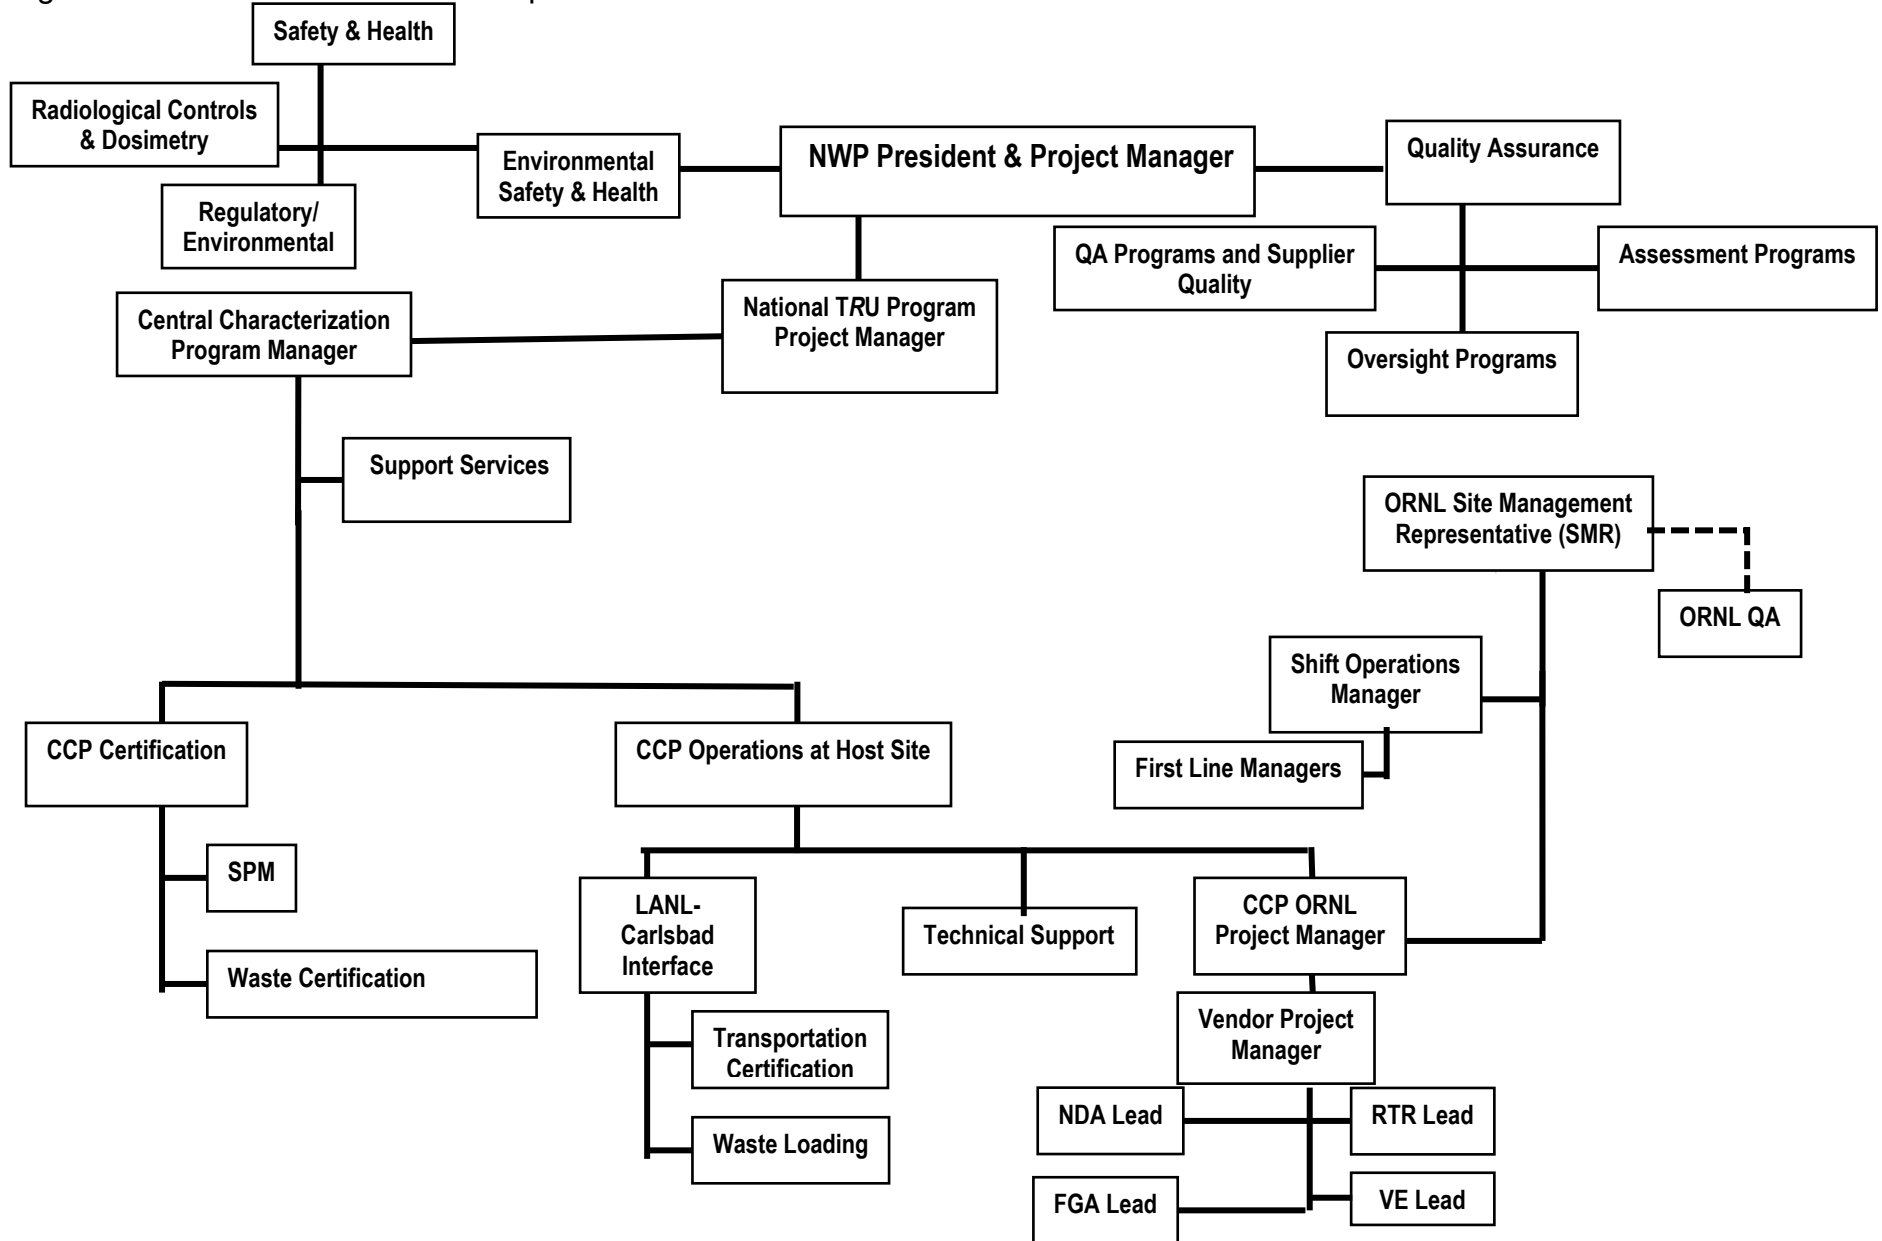 Safety & Health
Radiological Controls
& Dosimetry
Environmental
Safety & Health
Regulatory/
Environmental
NWP President & Project Manager
Quality Assurance
QA Programs and Supplier
Quality
Assessment Programs
Oversight Programs
National TRU Program
Project Manager
Central Characterization
Program Manager
Support Services
ORNL Site Management
Representative (SMR)
ORNL QA
Shift Operations
Manager
First Line Managers
CCP Certification
CCP Operations at Host Site
SPM
Waste Certification
LANL-
Carlsbad
Interface
Technical Support
CCP ORNL
Project Manager
Transportation
Certification
Waste Loading
Vendor Project
Manager
NDA Lead
RTR Lead
FGA Lead
VE Lead